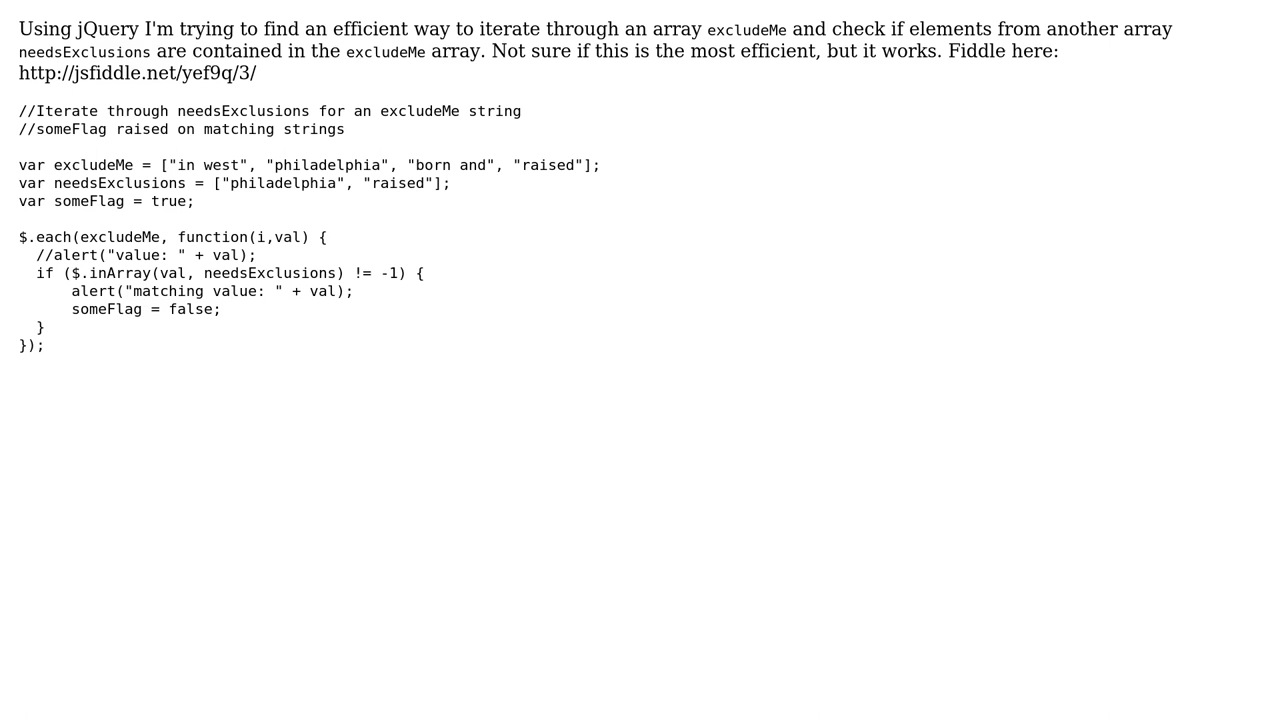 Using jQuery I'm trying to find an efficient way to iterate through an array excludeMe and check if elements from another array
needsExclusions are contained in the excludeMe array. Not sure if this is the most efficient, but it works. Fiddle here:
http://jsfiddle.net/yef9q/3/
//Iterate through needsExclusions for an excludeMe string
//someFlag raised on matching strings
var excludeMe = ["in west", "philadelphia", "born and", "raised"];
var needsExclusions = ["philadelphia", "raised"];
var someFlag = true;
$.each(excludeMe, function(i,val) {
  //alert("value: " + val);
  if ($.inArray(val, needsExclusions) != -1) {
      alert("matching value: " + val);
      someFlag = false;
  }
});